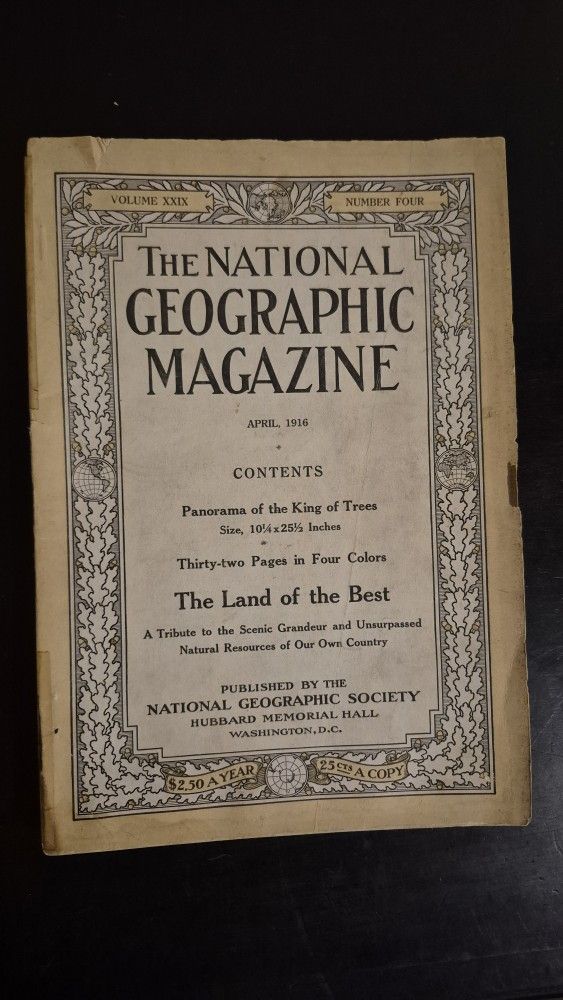 VOLUME XXIX
NUMBER FOUR
THE NATIONAL
GEOGRAPHIC
MAGAZINE
APRIL, 1916
CONTENTS
Panorama of the King of Trees
Size, 10¼ x 25½ Inches
Thirty-two Pages in Four Colors
The Land of the Best
A Tribute to the Scenic Grandeur and Unsurpassed
Natural Resources of Our Own Country
PUBLISHED BY THE
NATIONAL GEOGRAPHIC SOCIETY
HUBBARD MEMORIAL HALL
WASHINGTON, D.C.
$2.50 A YEAR
25 CTS A COPY